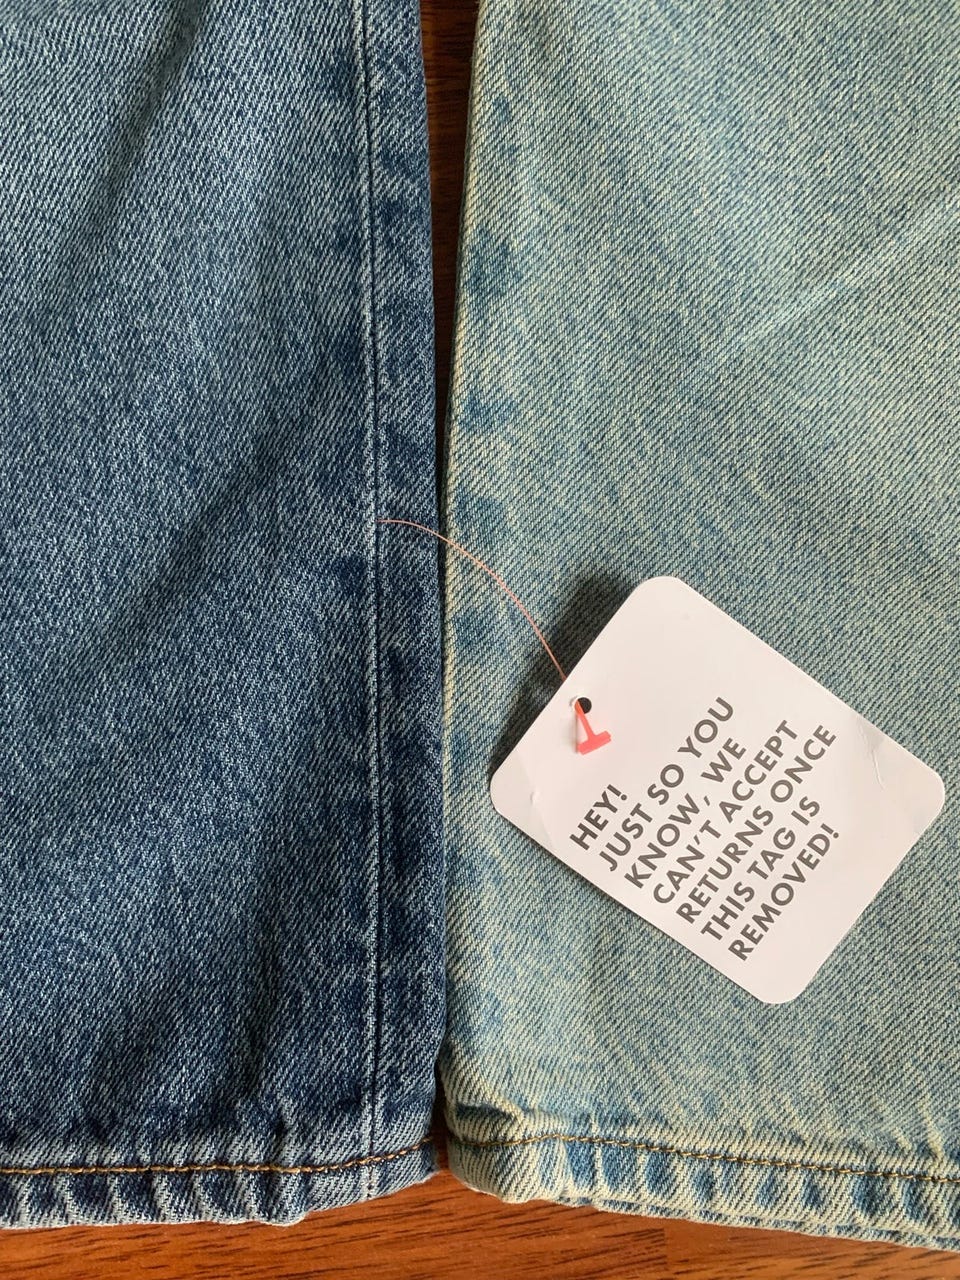 HEY!
JUST SO YOU
KNOW, WE
CAN'T ACCEPT
RETURNS ONCE
THIS TAG IS
REMOVED!